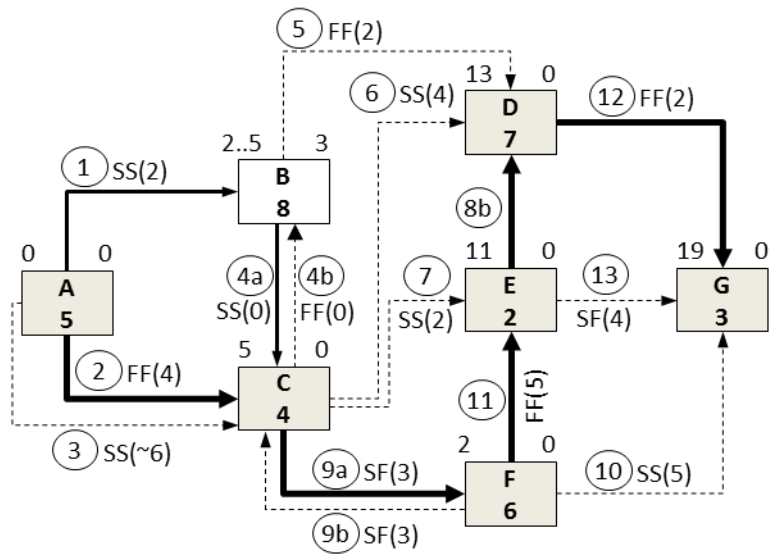 5 FF(2)
13 0
6 SS(4)
D
7
12 FF(2)
2..5 3
1 SS(2)
B
8
8b
0 0
A
5
4a
SS(0)
4b
FF(0)
7
SS(2)
11 0
E
2
13
SF(4)
19 0
G
3
5 0
2 FF(4)
C
4
11
FF(5)
3 SS(~6)
9a SF(3)
2 0
F
6
10 SS(5)
9b SF(3)